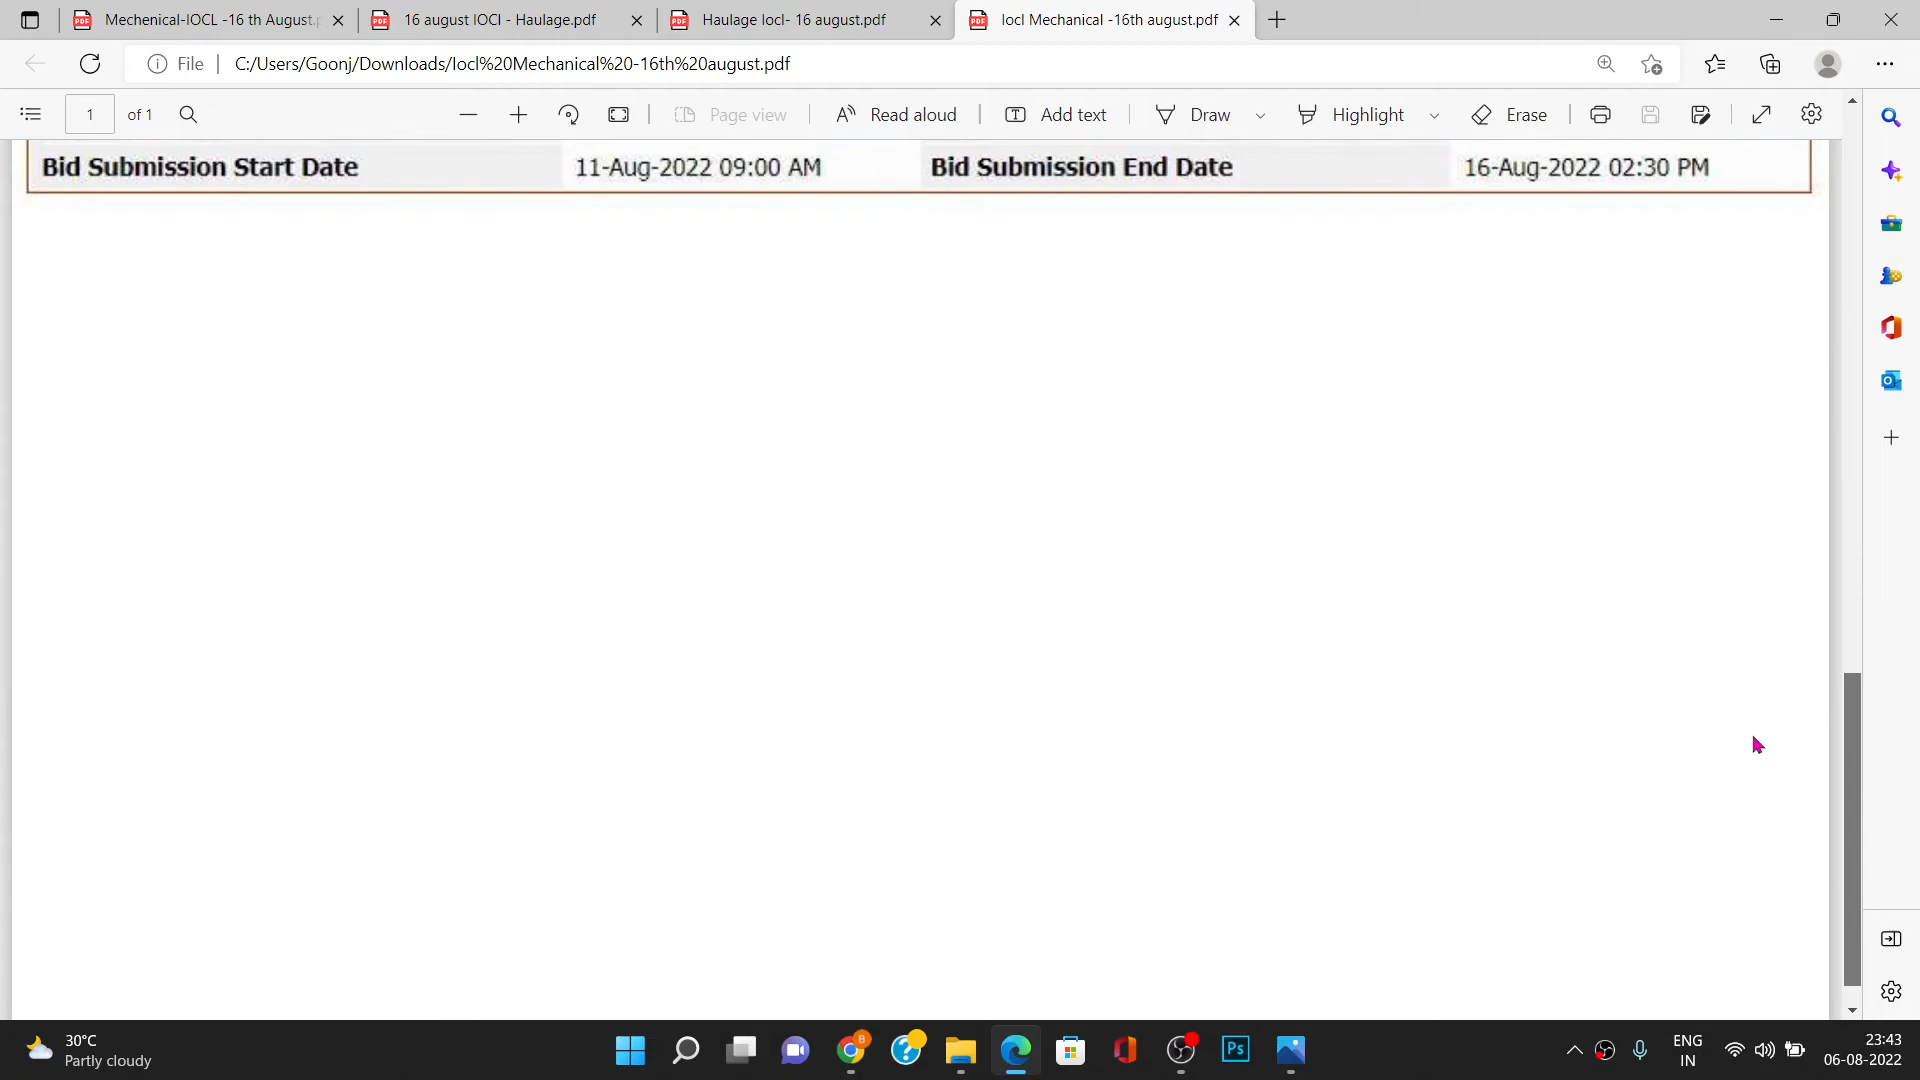 Mechenical-IOCL -16 th August.p
16 august IOCl - Haulage.pdf
Haulage Iocl- 16 august.pdf
Iocl Mechanical -16th august.pdf
File
C:/Users/Goonj/Downloads/Iocl%20Mechanical%20-16th%20august.pdf
1 of 1
Page view
Read aloud
Add text
Draw
Highlight
Erase
Bid Submission Start Date 11-Aug-2022 09:00 AM Bid Submission End Date 16-Aug-2022 02:30 PM
30°C
Partly cloudy
B
Ps
ENG
IN
23:43
06-08-2022